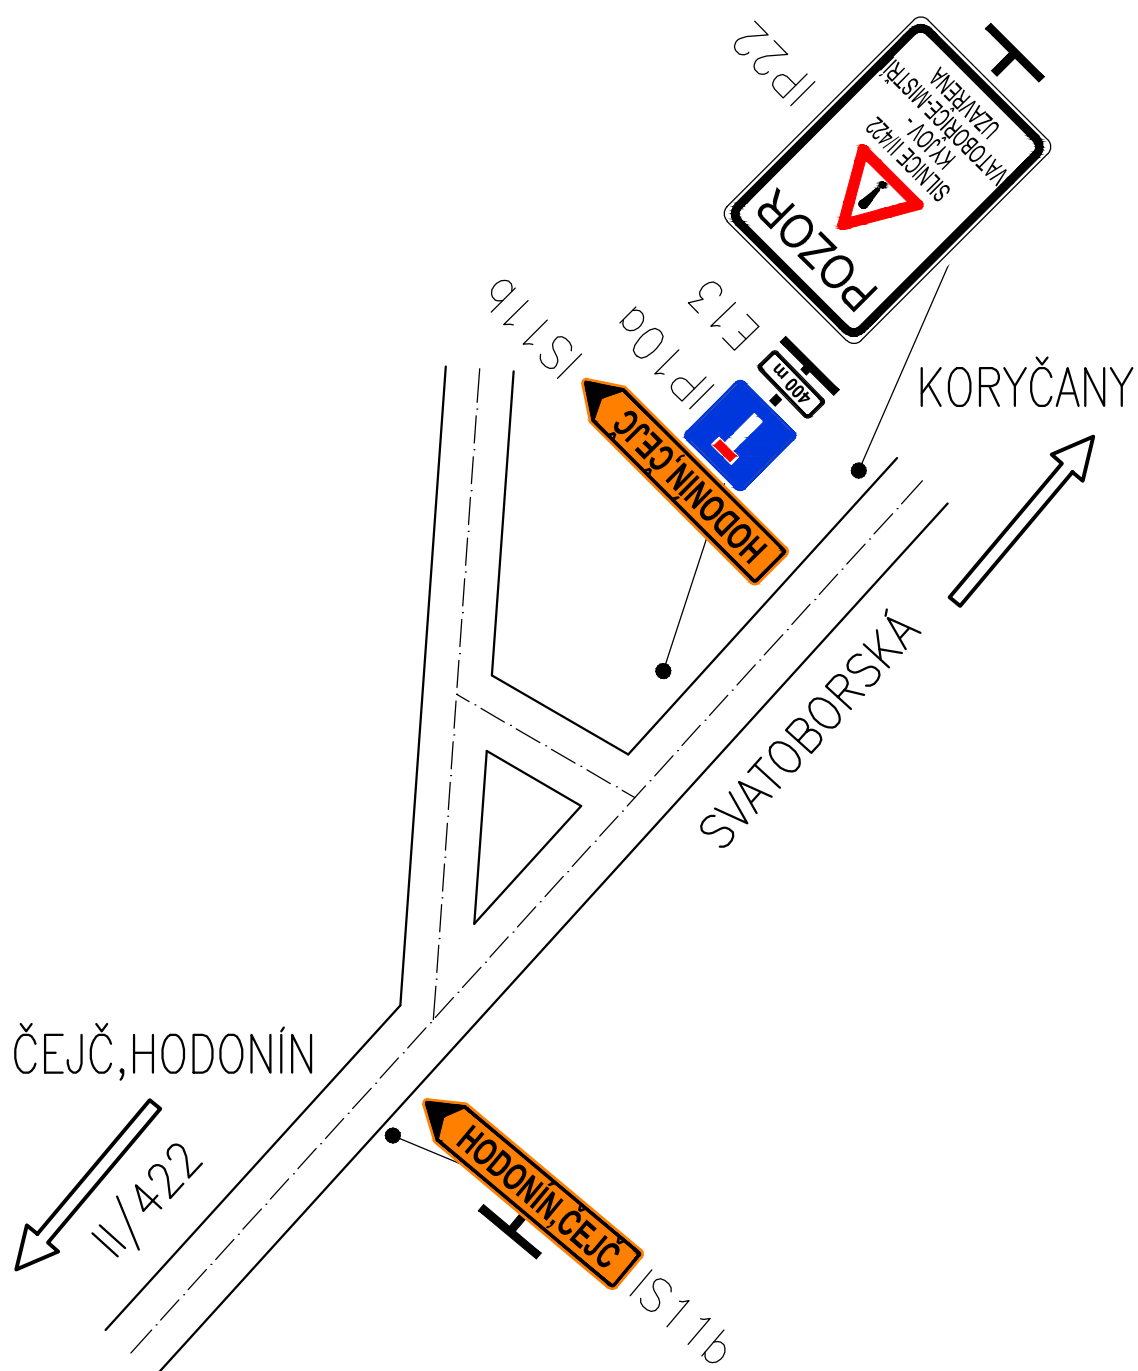 IP22
POZOR
SILNICE II/422
KYJOV -
SVATOBOŘICE-MISTŘÍN
UZAVŘENA
IS11b
IP10a
E13
400 m
HODONÍN,ČEJČ
KORYČANY
SVATOBORSKÁ
ČEJČ,HODONÍN
II/422
HODONÍN,ČEJČ
IS11b